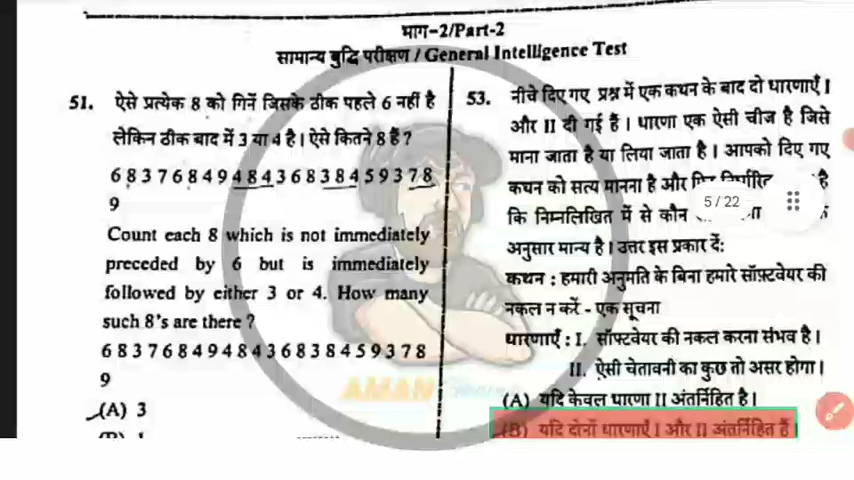 भाग-2/Part-2
सामान्य बुद्धि परीक्षण / General Intelligence Test
51. ऐसे प्रत्येक 8 को गिनें जिसके ठीक पहले 6 नहीं है
लेकिन ठीक बाद में 3 या 4 है। ऐसे कितने 8 हैं?
6 8 3 7 6 8 4 9 4 8 4 3 6 8 3 8 4 5 9 3 7 8
9
Count each 8 which is not immediately
preceded by 6 but is immediately
followed by either 3 or 4. How many
such 8's are there ?
6 8 3 7 6 8 4 9 4 8 4 3 6 8 3 8 4 5 9 3 7 8
9
(A) 3
53. नीचे दिए गए प्रश्न में एक कथन के बाद दो धारणाएँ I
और II दी गई हैं। धारणा एक ऐसी चीज है जिसे
माना जाता है या लिया जाता है। आपको दिए गए
कथन को सत्य मानना है और फिर निर्धारित है
5 / 22
कि निम्नलिखित में से कौन
अनुसार मान्य है। उत्तर इस प्रकार दें:
कथन : हमारी अनुमति के बिना हमारे सॉफ़्टवेयर की
नकल न करें - एक सूचना
धारणाएँ : I. सॉफ्टवेयर की नकल करना संभव है।
II. ऐसी चेतावनी का कुछ तो असर होगा।
(A) यदि केवल धारणा II अंतर्निहित है।
(B) यदि दोनों धारणाएँ I और II अंतर्निहित हैं
AMAN